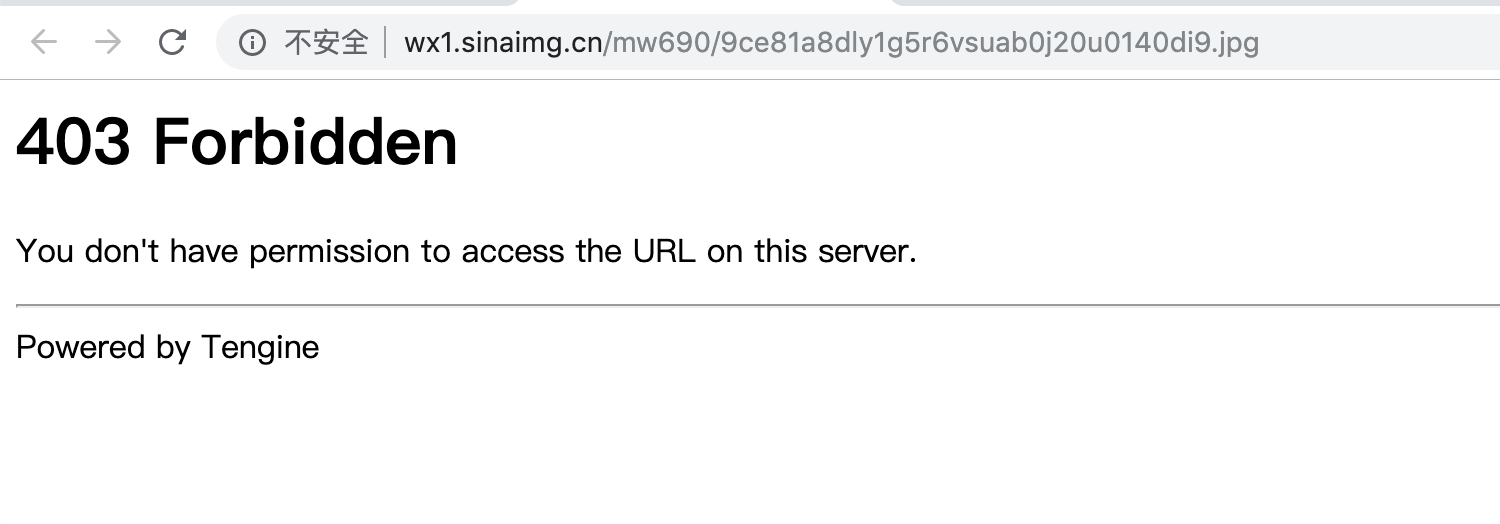 不安全 wx1.sinaimg.cn/mw690/9ce81a8dly1g5r6vsuab0j20u0140di9.jpg
403 Forbidden
You don't have permission to access the URL on this server.
Powered by Tengine